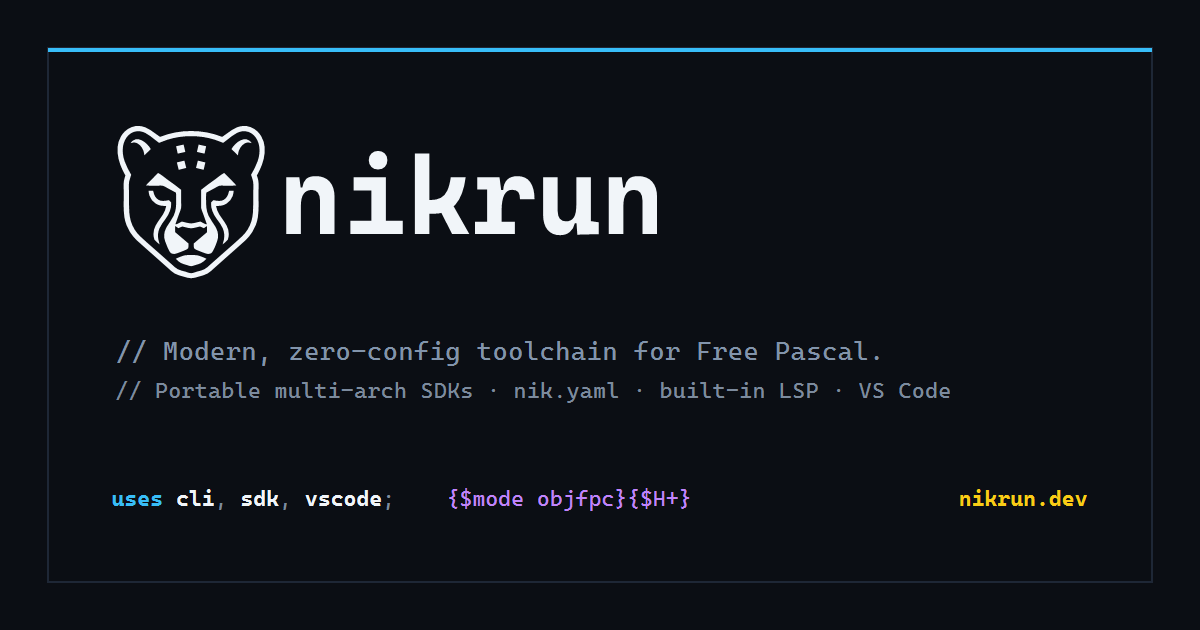 nikrun
// Modern, zero-config toolchain for Free Pascal.
// Portable multi-arch SDKs · nik.yaml · built-in LSP · VS Code
uses cli, sdk, vscode; {$mode objfpc}{$H+} nikrun.dev